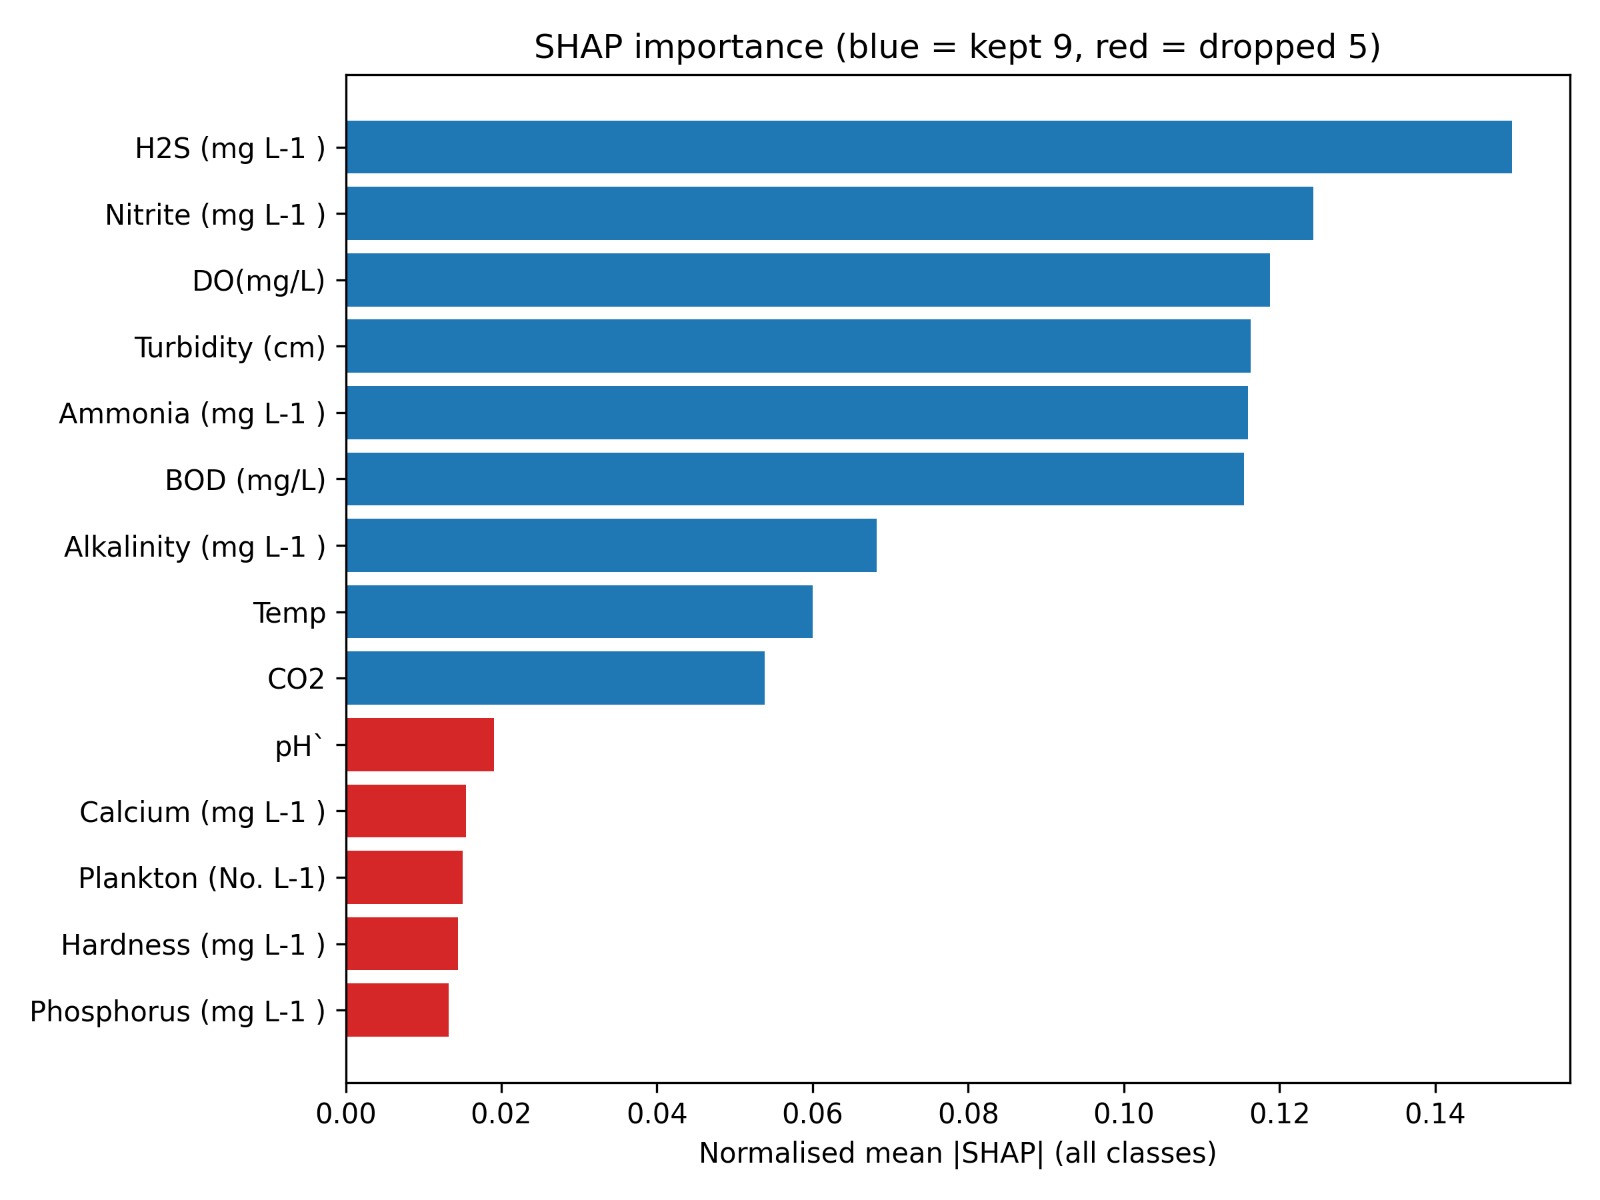 SHAP importance (blue = kept 9, red = dropped 5)
H2S (mg L-1 )
Nitrite (mg L-1 )
DO(mg/L)
Turbidity (cm)
Ammonia (mg L-1 )
BOD (mg/L)
Alkalinity (mg L-1 )
Temp
CO2
pH`
Calcium (mg L-1 )
Plankton (No. L-1)
Hardness (mg L-1 )
Phosphorus (mg L-1 )
0.00 0.02 0.04 0.06 0.08 0.10 0.12 0.14
Normalised mean |SHAP| (all classes)